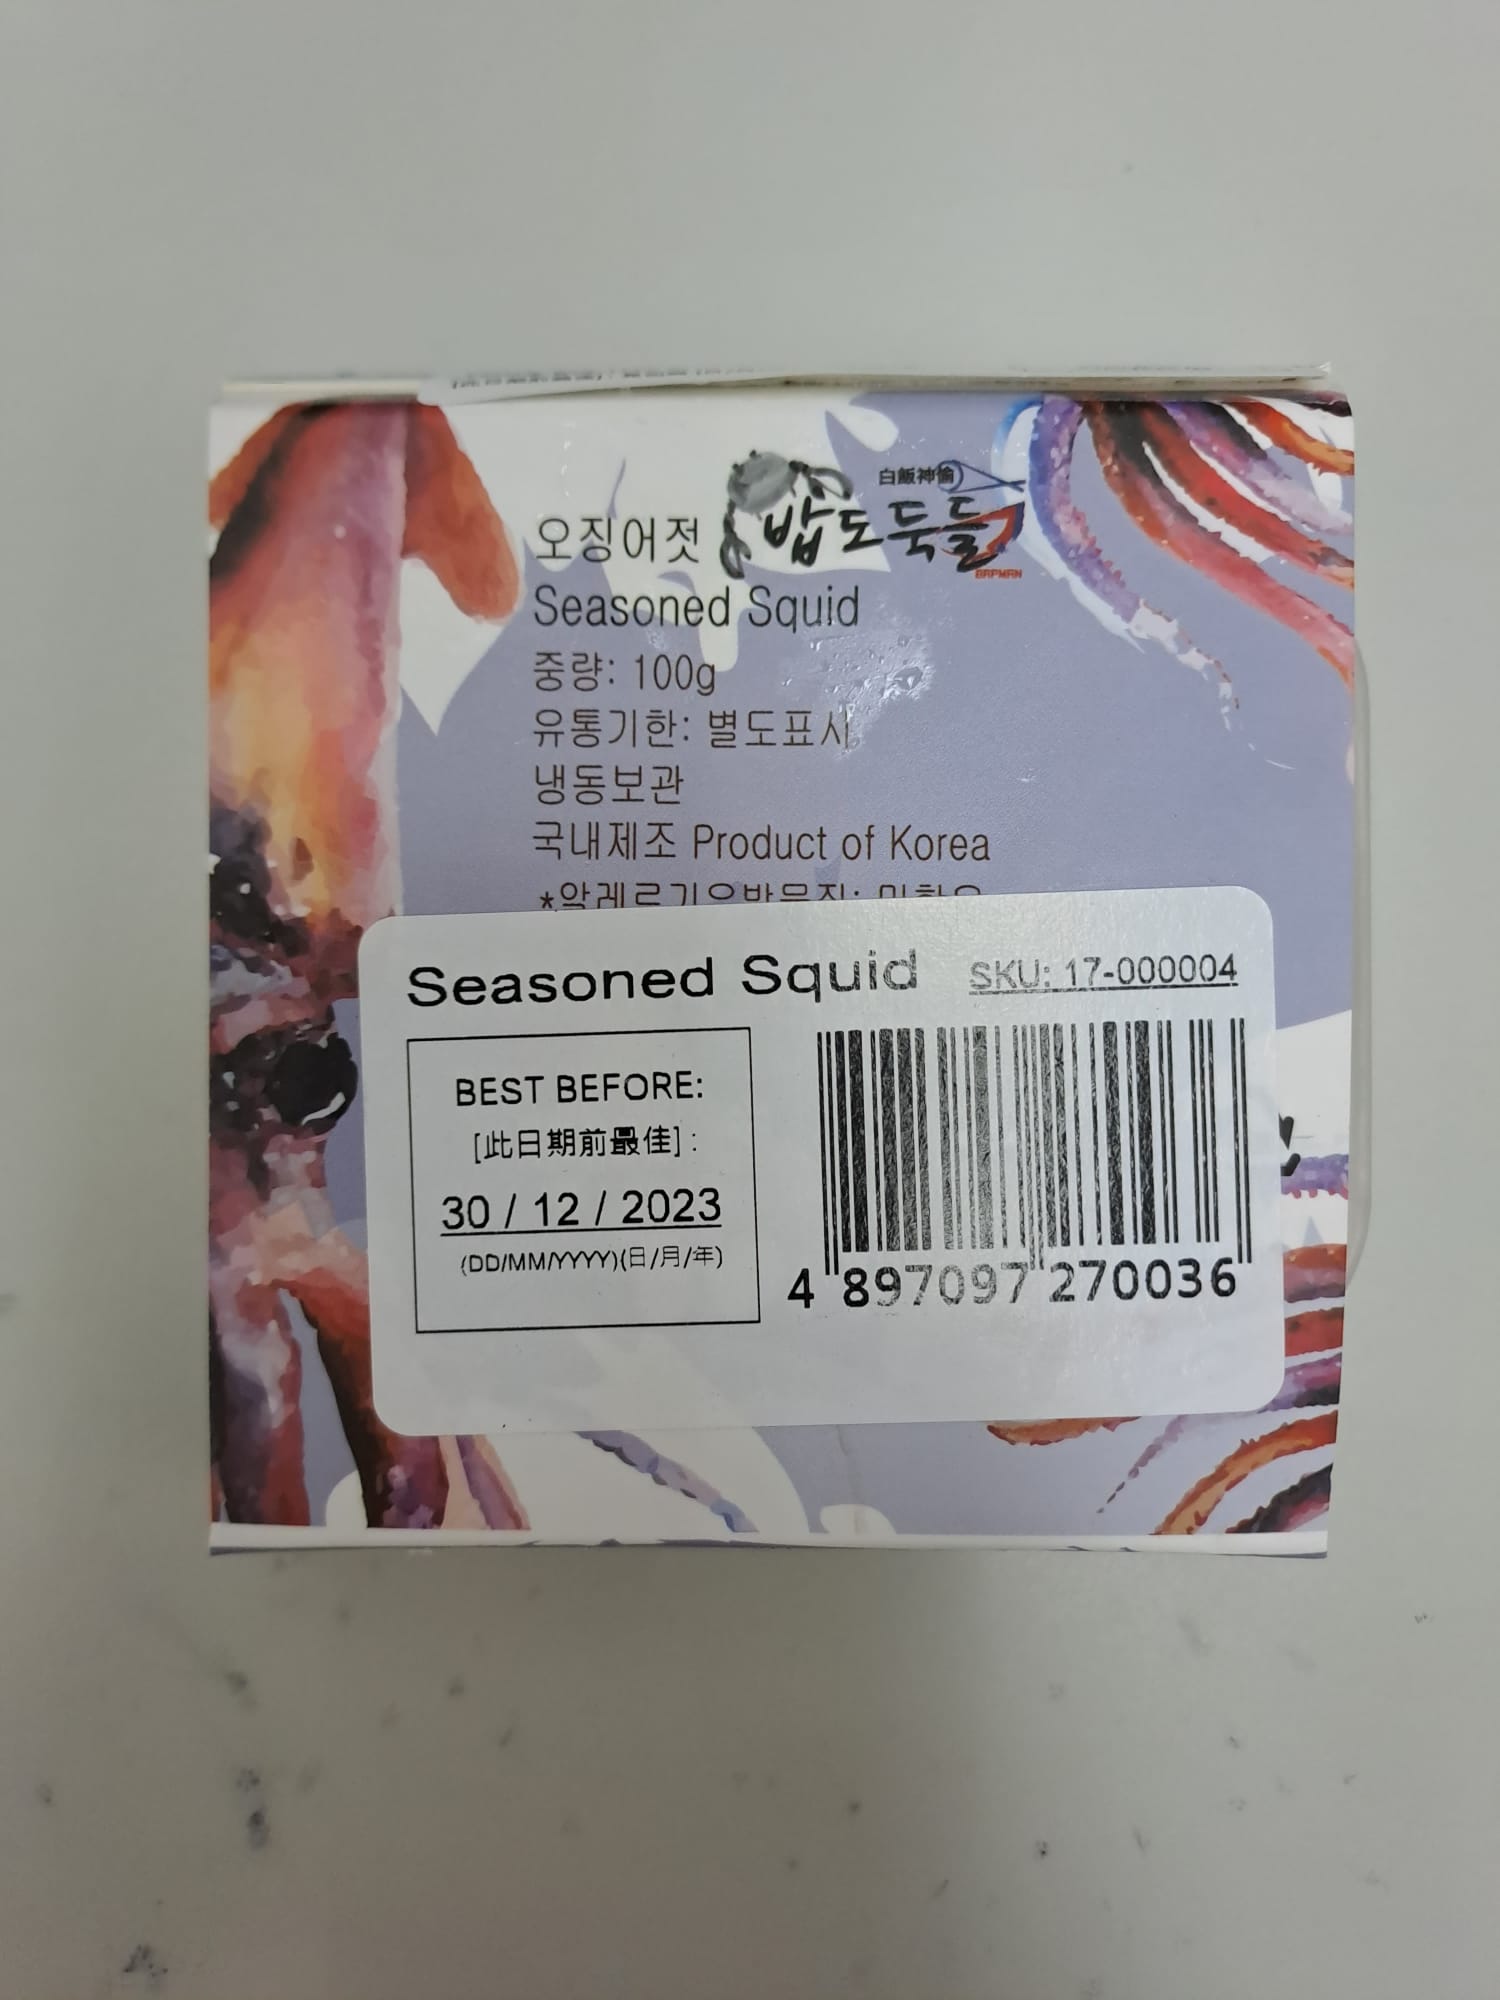 白飯神偷
오징어젓 밥도둑들
BAPMAN
Seasoned Squid
중량: 100g
유통기한: 별도표시
냉동보관
국내제조 Product of Korea
Seasoned Squid SKU: 17-000004
BEST BEFORE:
[此日期前最佳] :
30 / 12 / 2023
(DD/MM/YYYY)(日/月/年)
4 897097 270036